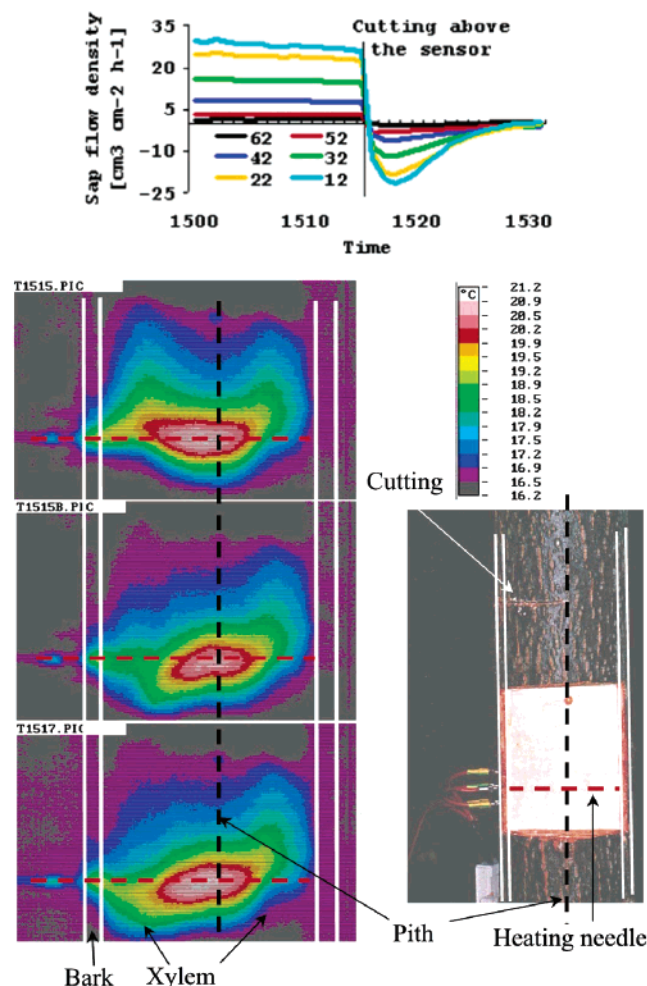 Cutting above
the sensor
Sap flow density
[cm3 cm-2 h-1]
35
20
5
-10
-25
62 52
42 32
22 12
1500 1510 1520 1530
Time
T1515.PIC
T1515B.PIC
T1517.PIC
°C
21.2
20.9
20.5
20.2
19.9
19.5
19.2
18.9
18.5
18.2
17.9
17.5
17.2
16.9
16.5
16.2
Cutting
Pith
Heating needle
Bark
Xylem